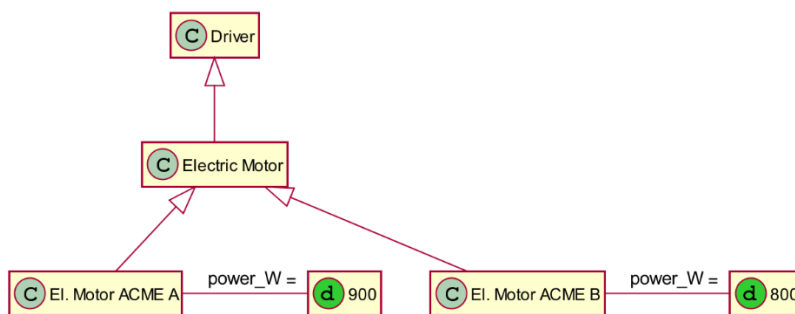 C Driver
C Electric Motor
power_W =
power_W =
C El. Motor ACME A
d 900
C El. Motor ACME B
d 800